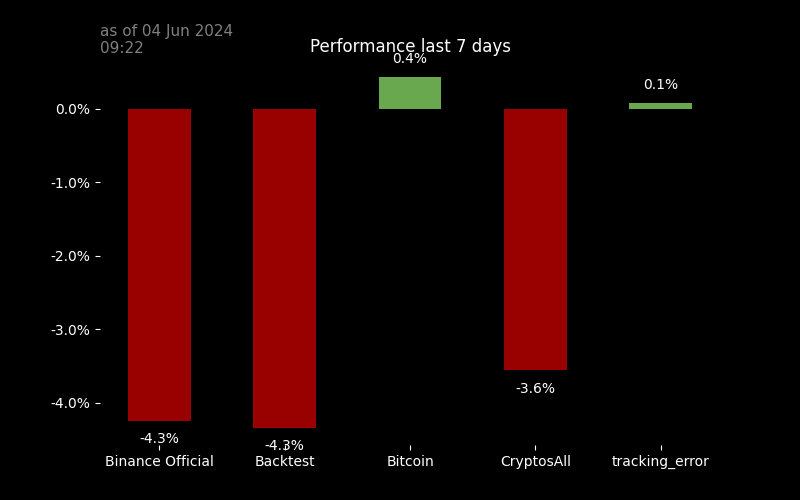 as of 04 Jun 2024
09:22
Performance last 7 days
0.4%
0.1%
0.0%
-1.0%
-2.0%
-3.0%
-3.6%
-4.0%
-4.3%
-4.3%
Binance Official
Backtest
Bitcoin
CryptosAll
tracking_error